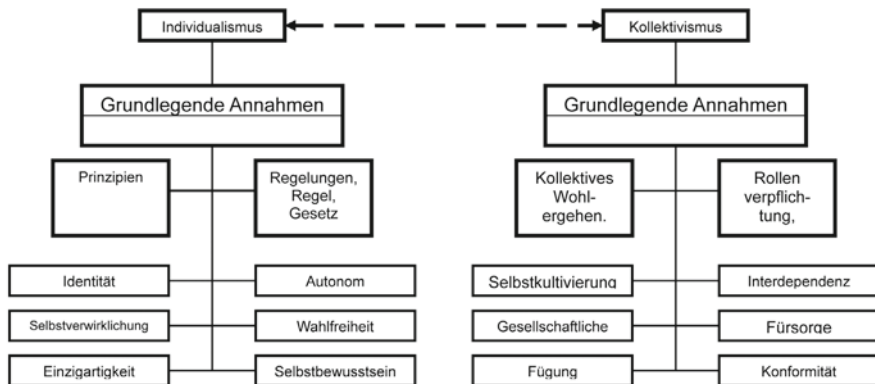 Individualismus
Kollektivismus
Grundlegende Annahmen
Grundlegende Annahmen
Prinzipien
Regelungen,
Regel,
Gesetz
Kollektives
Wohl-
ergehen.
Rollen
verpflich-
tung,
Identität
Autonom
Selbstkultivierung
Interdependenz
Selbstverwirklichung
Wahlfreiheit
Gesellschaftliche
Fürsorge
Einzigartigkeit
Selbstbewusstsein
Fügung
Konformität